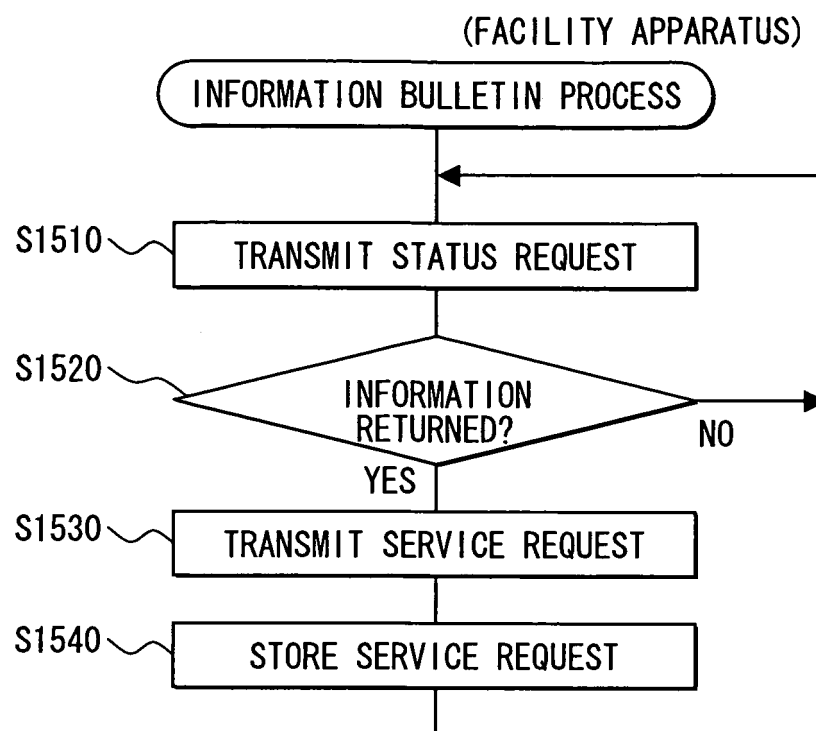 (FACILITY APPARATUS)
INFORMATION BULLETIN PROCESS
S1510
TRANSMIT STATUS REQUEST
S1520
INFORMATION
RETURNED?
NO
YES
S1530
TRANSMIT SERVICE REQUEST
S1540
STORE SERVICE REQUEST